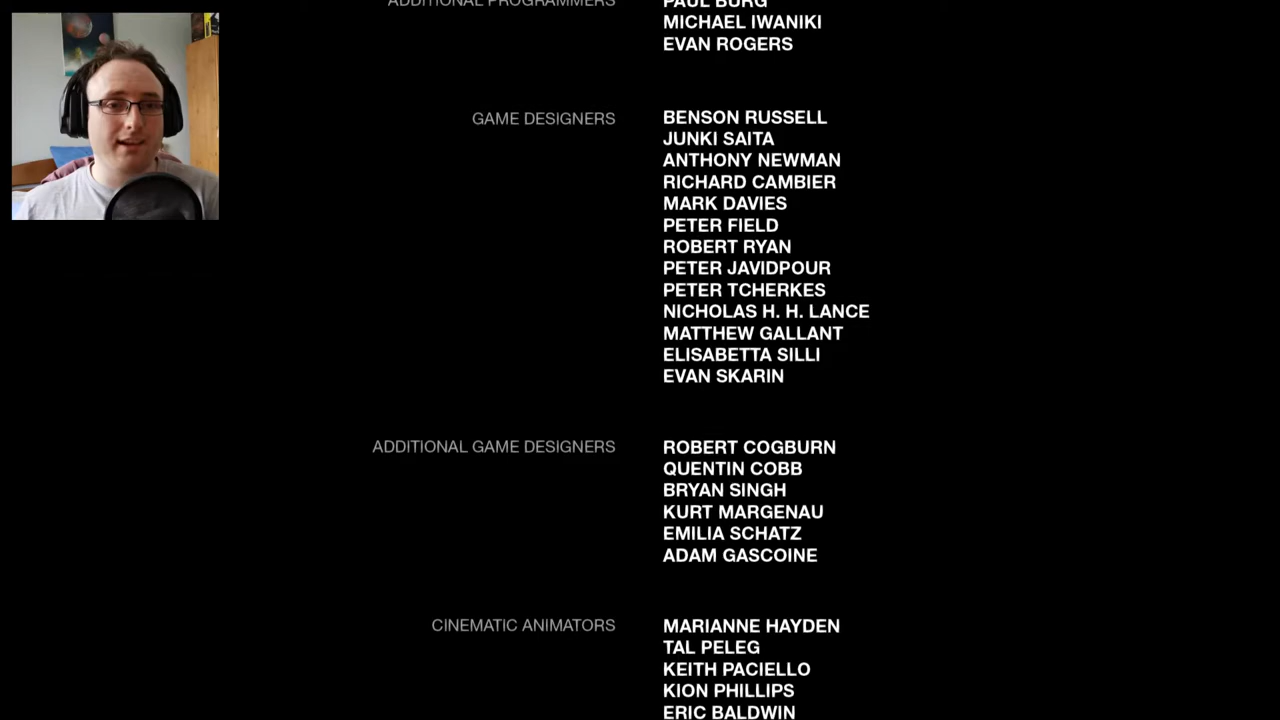 ADDITIONAL PROGRAMMERS
PAUL BURG
MICHAEL IWANIKI
EVAN ROGERS
GAME DESIGNERS
BENSON RUSSELL
JUNKI SAITA
ANTHONY NEWMAN
RICHARD CAMBIER
MARK DAVIES
PETER FIELD
ROBERT RYAN
PETER JAVIDPOUR
PETER TCHERKES
NICHOLAS H. H. LANCE
MATTHEW GALLANT
ELISABETTA SILLI
EVAN SKARIN
ADDITIONAL GAME DESIGNERS
ROBERT COGBURN
QUENTIN COBB
BRYAN SINGH
KURT MARGENAU
EMILIA SCHATZ
ADAM GASCOINE
CINEMATIC ANIMATORS
MARIANNE HAYDEN
TAL PELEG
KEITH PACIELLO
KION PHILLIPS
ERIC BALDWIN